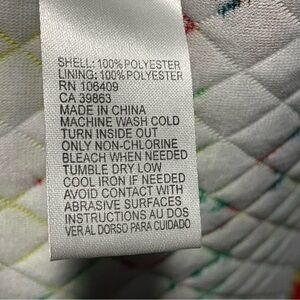 SHELL: 100% POLYESTER
LINING: 100% POLYESTER
RN 106409
CA 39863
MADE IN CHINA
MACHINE WASH COLD
TURN INSIDE OUT
ONLY NON-CHLORINE
BLEACH WHEN NEEDED
TUMBLE DRY LOW
COOL IRON IF NEEDED
AVOID CONTACT WITH
ABRASIVE SURFACES
INSTRUCTIONS AU DOS
VER AL DORSO PARA CUIDADO